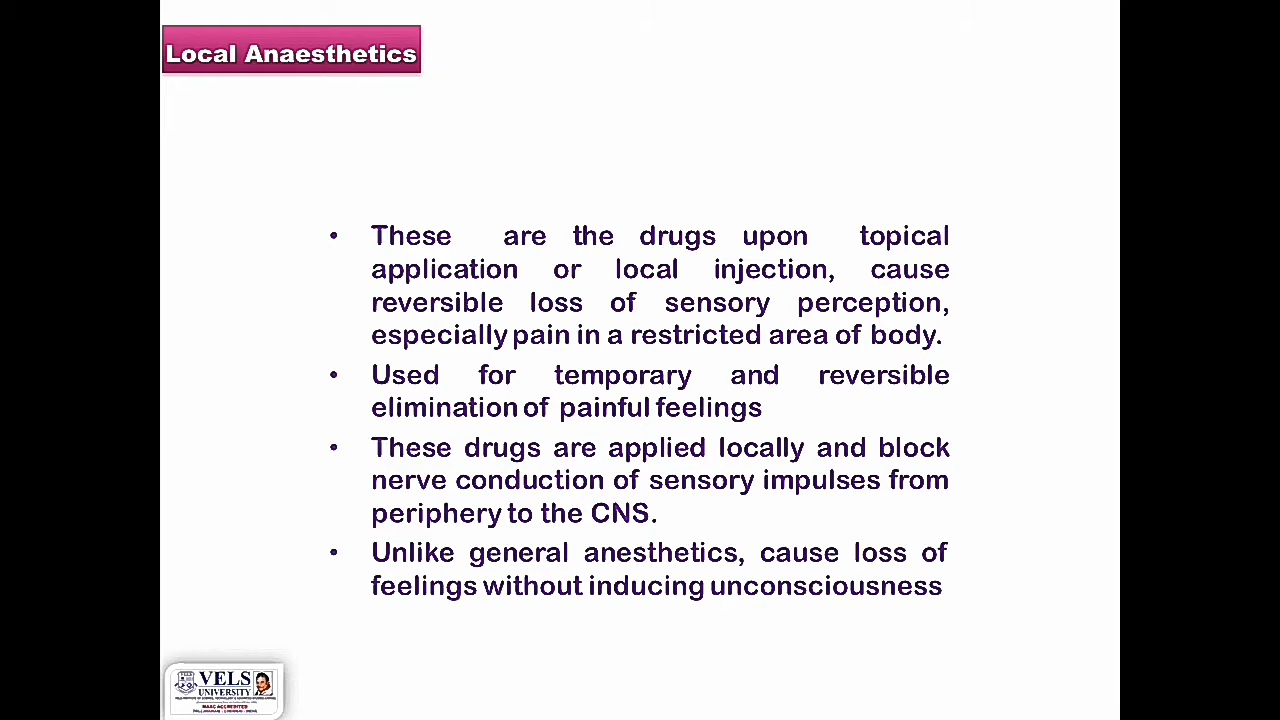 Local Anaesthetics
• These are the drugs upon topical
application or local injection, cause
reversible loss of sensory perception,
especially pain in a restricted area of body.
• Used for temporary and reversible
elimination of painful feelings
• These drugs are applied locally and block
nerve conduction of sensory impulses from
periphery to the CNS.
• Unlike general anesthetics, cause loss of
feelings without inducing unconsciousness
VELS
UNIVERSITY